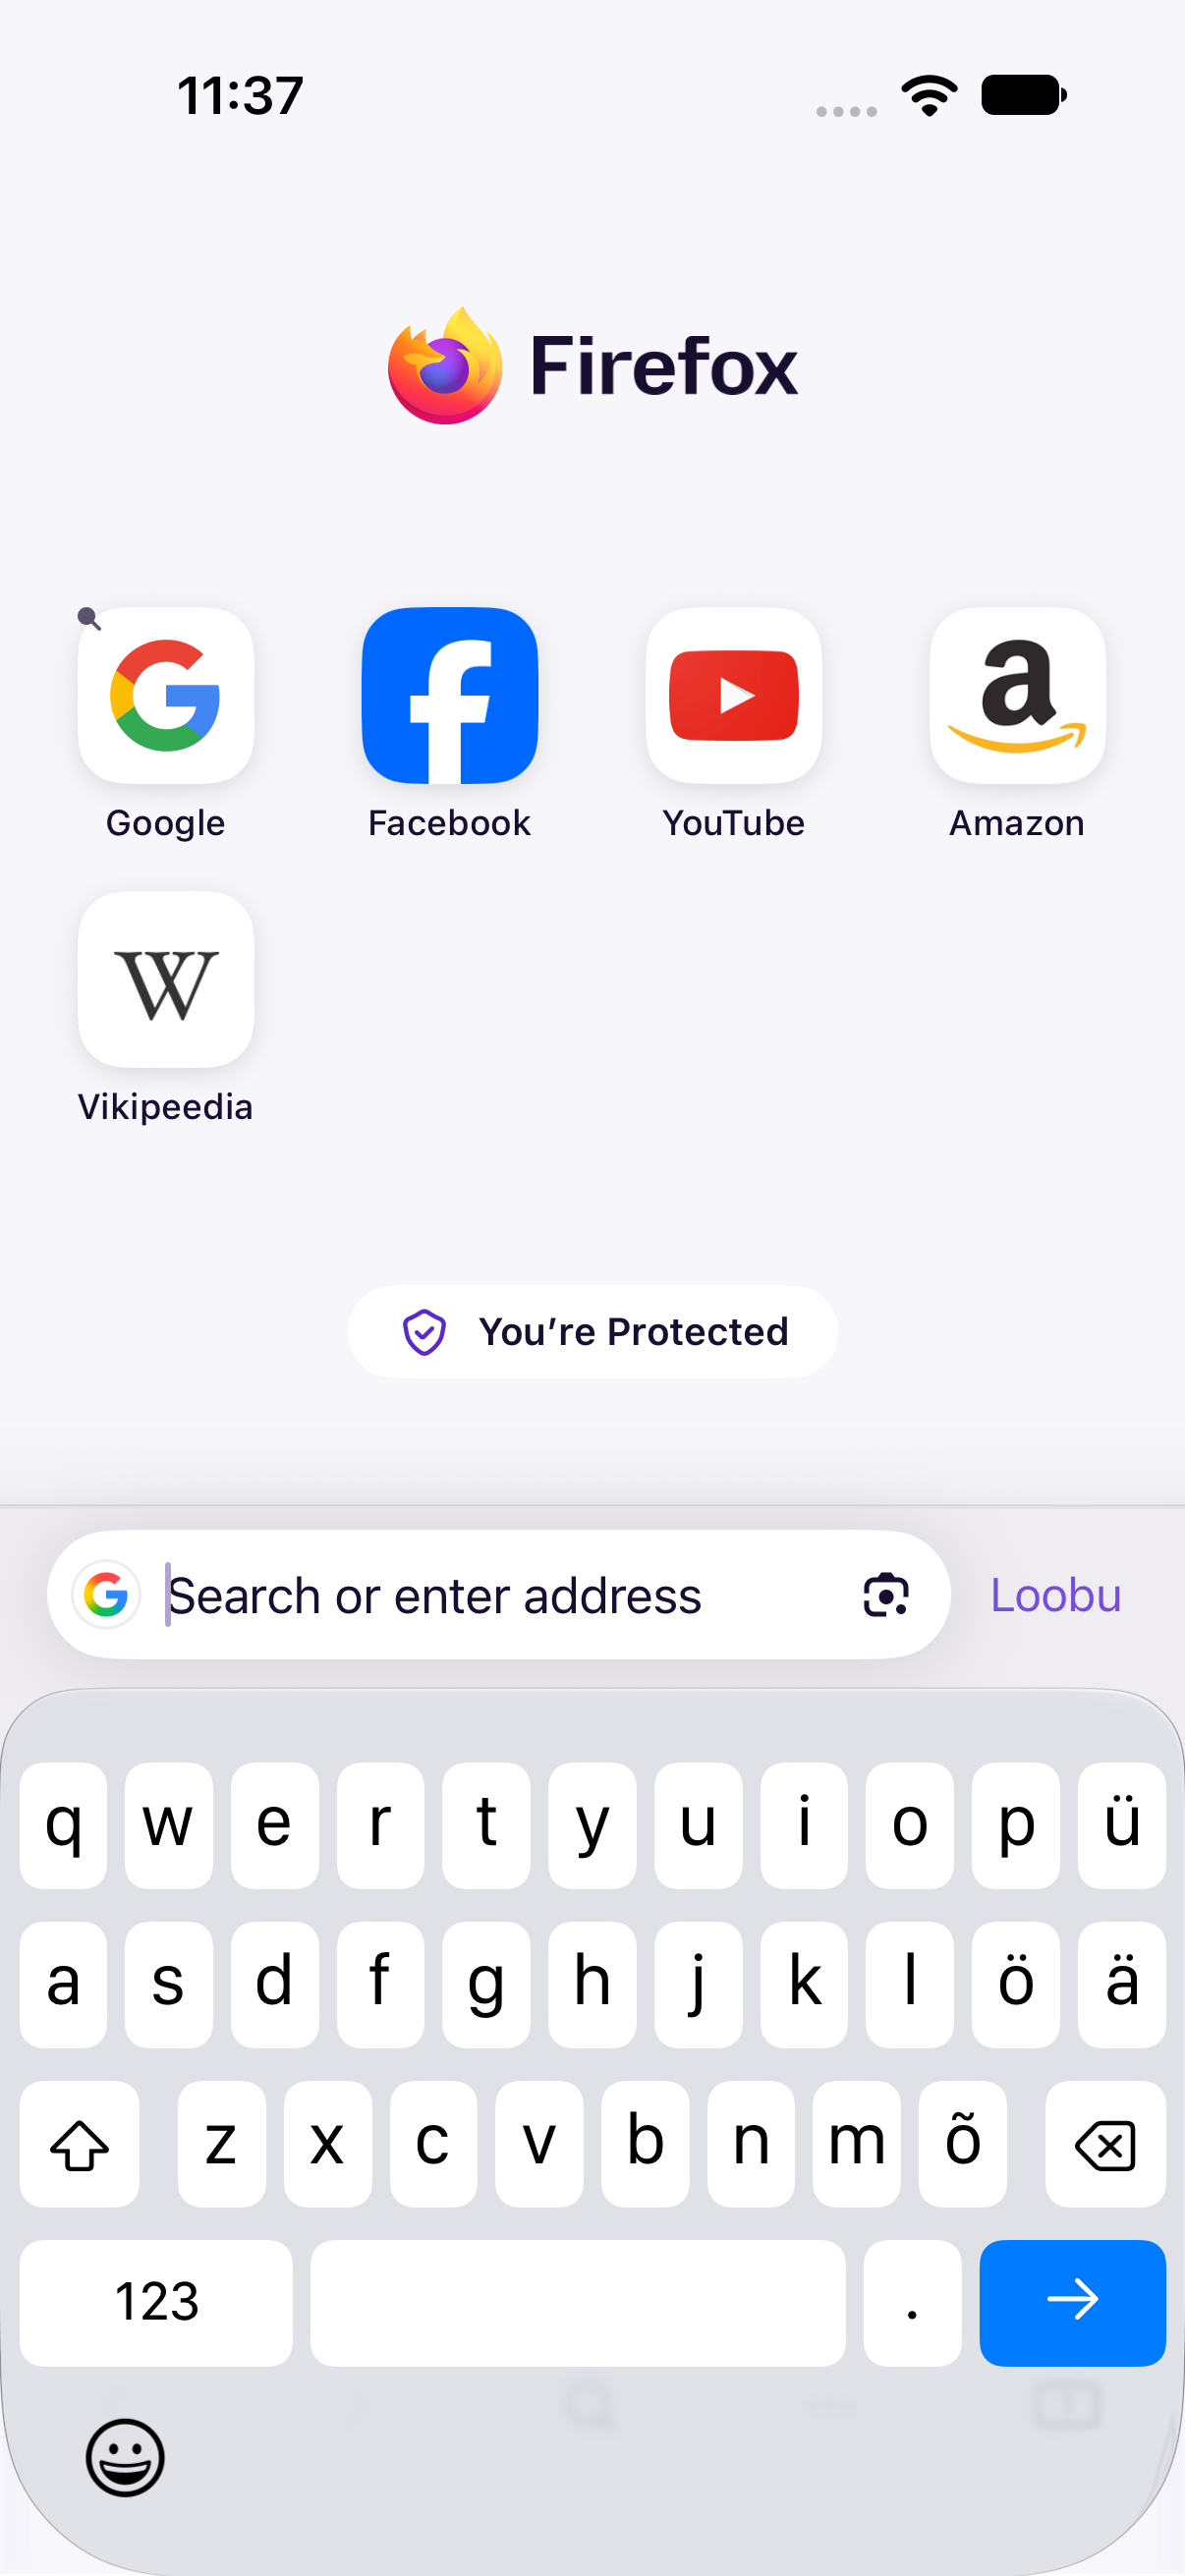 11:37
Firefox
Google
Facebook
YouTube
Amazon
Vikipeedia
You’re Protected
Search or enter address
Loobu
q w e r t y u i o p ü
a s d f g h j k l ö ä
z x c v b n m õ
123 .